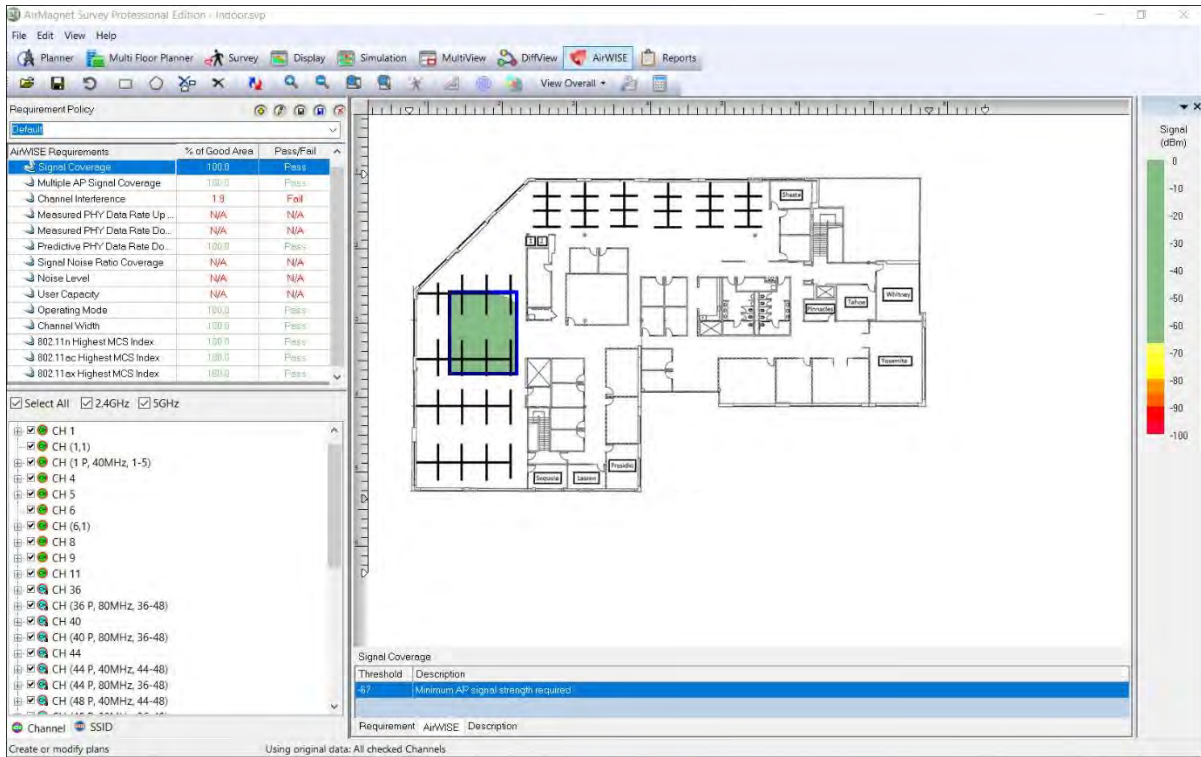 AirMagnet Survey Professional Edition - Indoor.svp
File Edit View Help
Planner Multi Floor Planner Survey Display Simulation MultiView DiffView AirWISE Reports
View Overall
Requirement Policy
Default
AirWISE Requirements % of Good Area Pass/Fail
Signal Coverage 100.0 Pass
Multiple AP Signal Coverage 100.0 Pass
Channel Interference 1.9 Fail
Measured PHY Data Rate Up ... N/A N/A
Measured PHY Data Rate Do... N/A N/A
Predictive PHY Data Rate Do... 100.0 Pass
Signal Noise Ratio Coverage N/A N/A
Noise Level N/A N/A
User Capacity N/A N/A
Operating Mode 100.0 Pass
Channel Width 100.0 Pass
802.11n Highest MCS Index 100.0 Pass
802.11ac Highest MCS Index 100.0 Pass
802.11ax Highest MCS Index 100.0 Pass
Select All 2.4GHz 5GHz
CH 1
CH (1,1)
CH (1 P, 40MHz, 1-5)
CH 4
CH 5
CH 6
CH (6,1)
CH 8
CH 9
CH 11
CH 36
CH (36 P, 80MHz, 36-48)
CH 40
CH (40 P, 80MHz, 36-48)
CH 44
CH (44 P, 40MHz, 44-48)
CH (44 P, 80MHz, 36-48)
CH (48 P, 40MHz, 44-48)
Channel SSID
Create or modify plans
Using original data: All checked Channels
Shasta
Whitney
Tahoe
Pinnacles
Yosemite
Presidio
Sequoia
Lassen
Signal Coverage
Threshold Description
-67 Minimum AP signal strength required
Requirement AirWISE Description
Signal
(dBm)
0
-10
-20
-30
-40
-50
-60
-70
-80
-90
-100